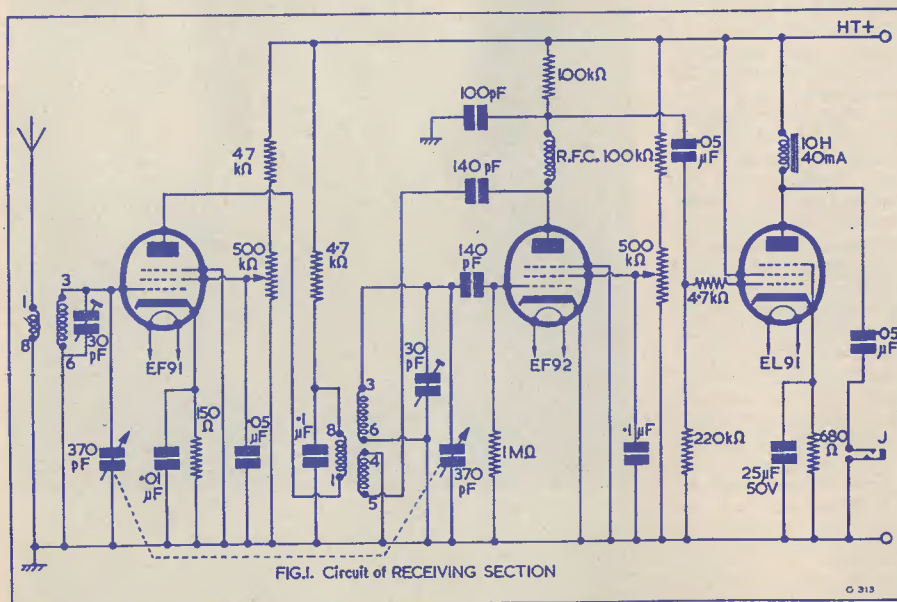 HT+
100kΩ
100pF
R.F.C.
100kΩ
·05
µF
10H
40mA
47
kΩ
140pF
500
kΩ
4·7
kΩ
140
pF
500
kΩ
4·7kΩ
1
8
3
6
30
pF
EF91
EF92
EL91
·05
µF
370
pF
·01
µF
150
Ω
·05
µF
·1
µF
8
1
3
6
4
5
30
pF
370
pF
1MΩ
·1µF
220kΩ
25µF
50V
680
Ω
J
FIG.1. Circuit of RECEIVING SECTION
G 313